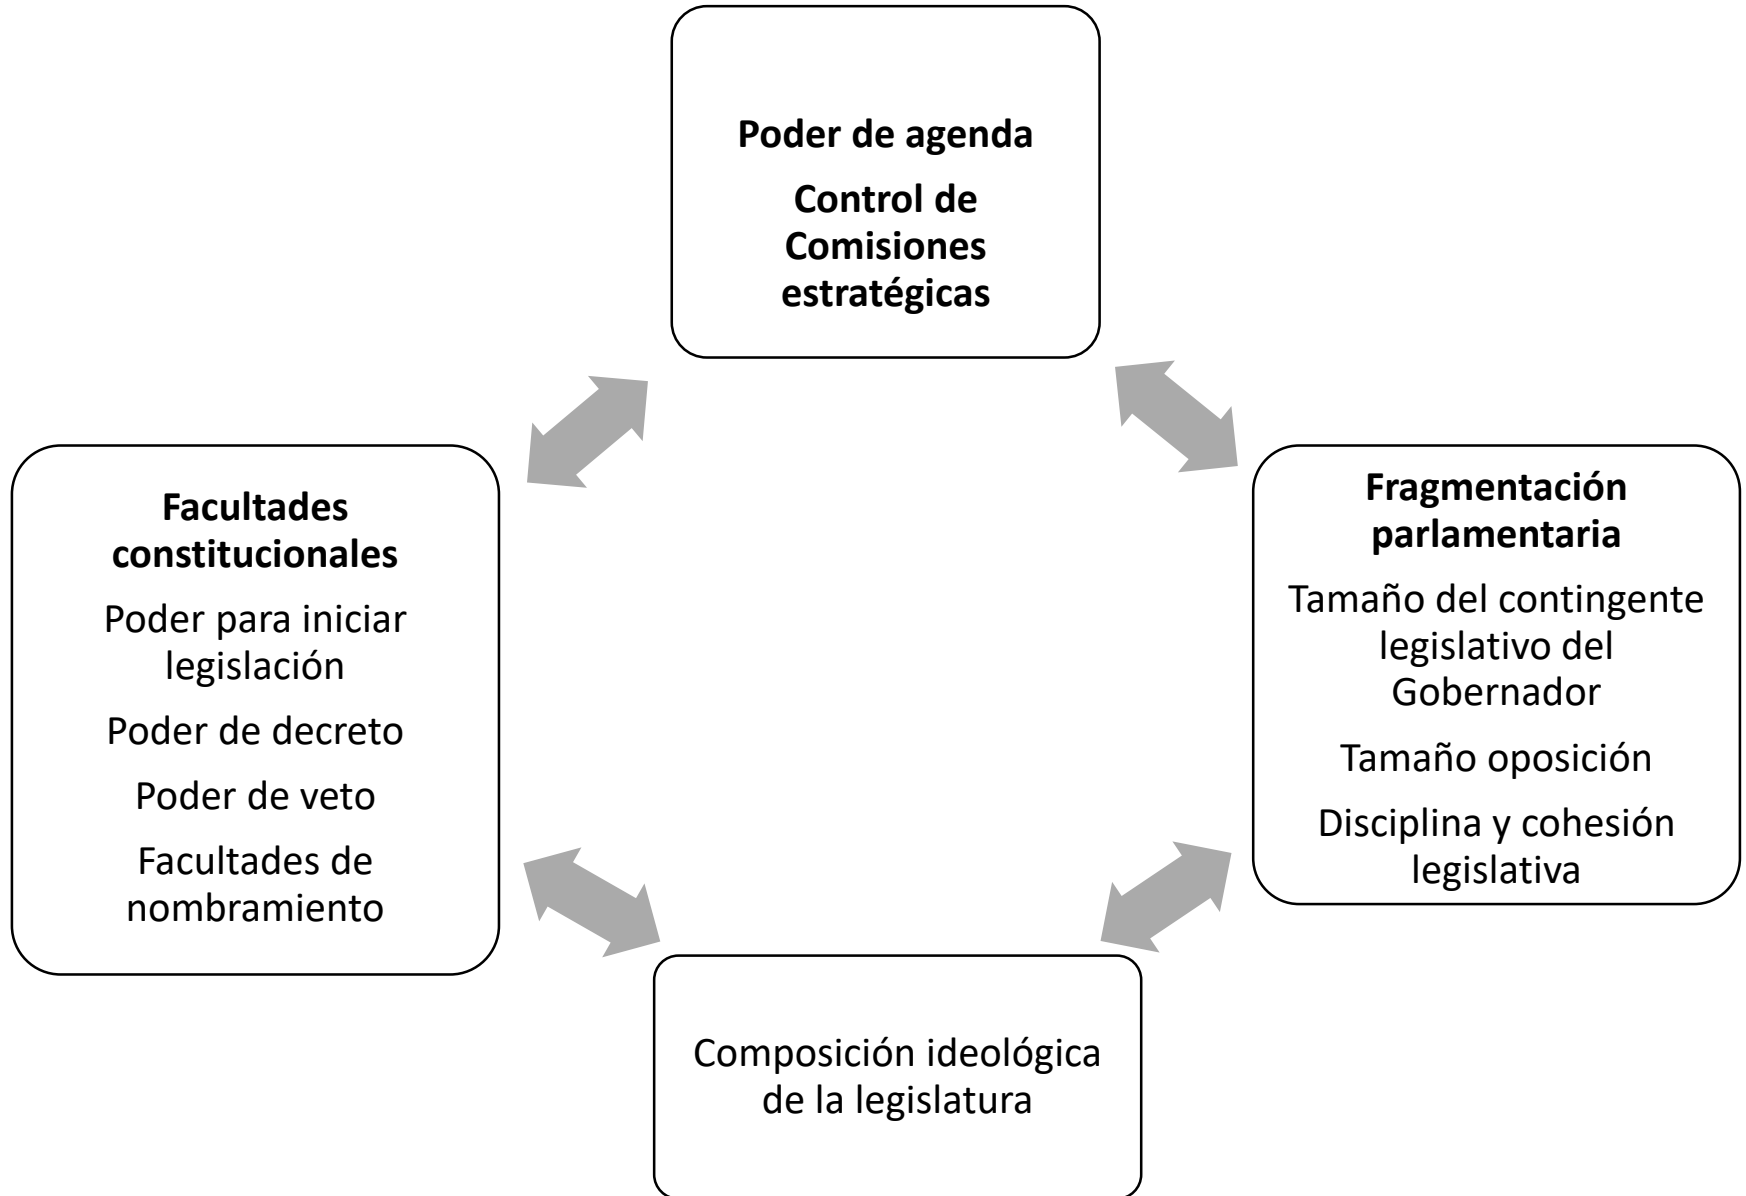 Poder de agenda
Control de
Comisiones
estratégicas
Facultades
constitucionales
Poder para iniciar
legislación
Poder de decreto
Poder de veto
Facultades de
nombramiento
Fragmentación
parlamentaria
Tamaño del contingente
legislativo del
Gobernador
Tamaño oposición
Disciplina y cohesión
legislativa
Composición ideológica
de la legislatura